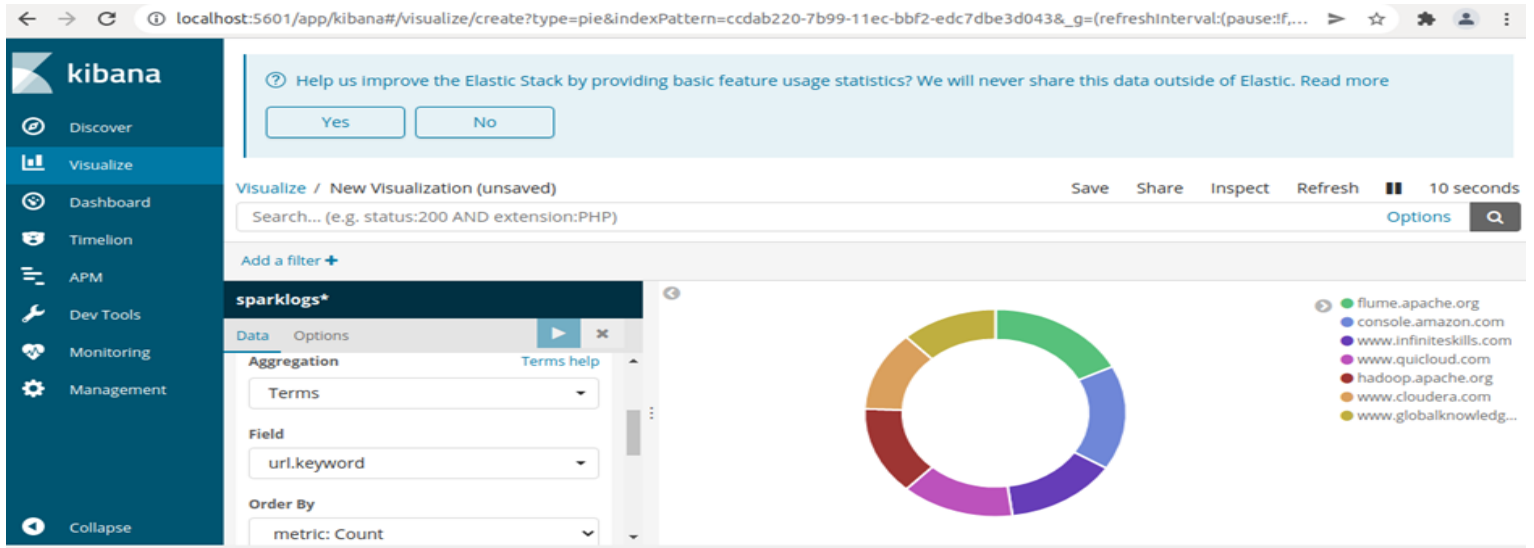 localhost:5601/app/kibana#/visualize/create?type=pie&indexPattern=ccdab220-7b99-11ec-bbf2-edc7dbe3d043&_g=(refreshInterval:(pause:!f,...
kibana
Discover
Visualize
Dashboard
Timelion
APM
Dev Tools
Monitoring
Management
Collapse
Help us improve the Elastic Stack by providing basic feature usage statistics? We will never share this data outside of Elastic. Read more
Yes No
Visualize / New Visualization (unsaved) Save Share Inspect Refresh 10 seconds
Search... (e.g. status:200 AND extension:PHP) Options
Add a filter +
sparklogs*
Data Options
Aggregation Terms help
Terms
Field
url.keyword
Order By
metric: Count
flume.apache.org
console.amazon.com
www.infiniteskills.com
www.quicloud.com
hadoop.apache.org
www.cloudera.com
www.globalknowledg...